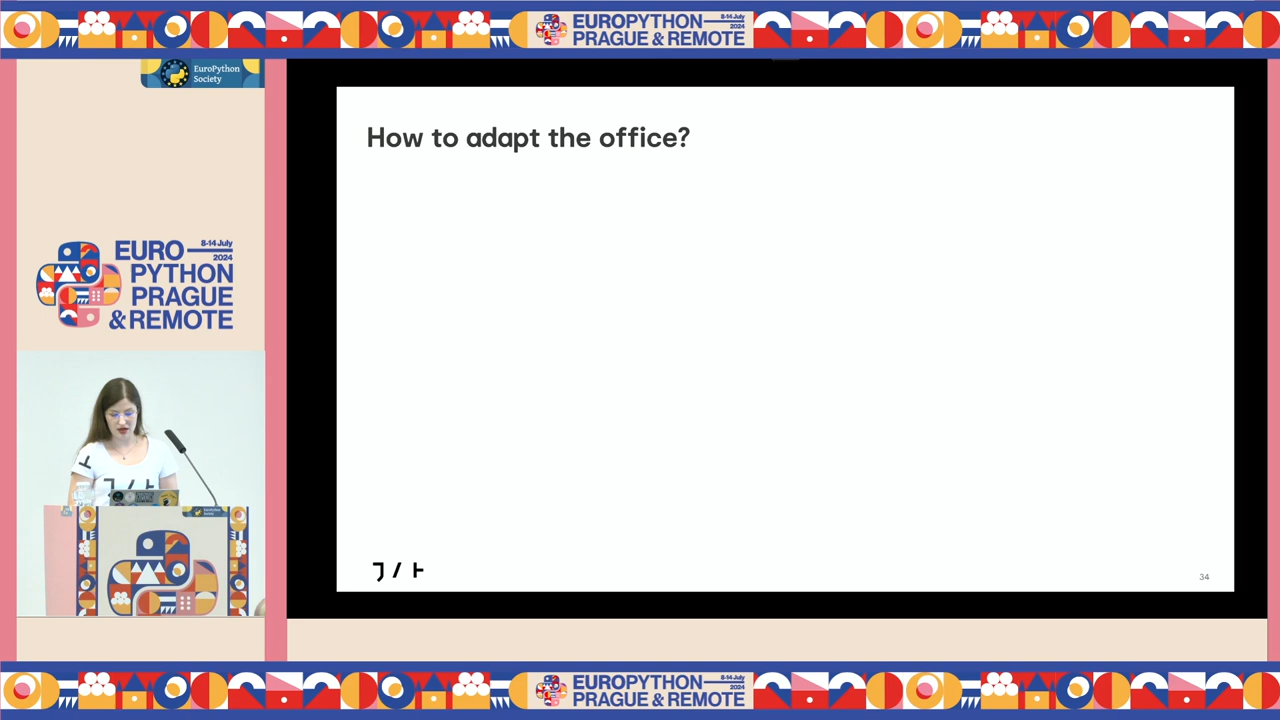 EUROPYTHON
8-14 July
2024
PRAGUE & REMOTE
EuroPython
Society
EURO
8-14 July
2024
PYTHON
PRAGUE
& REMOTE
How to adapt the office?
34
EUROPYTHON
8-14 July
2024
PRAGUE & REMOTE